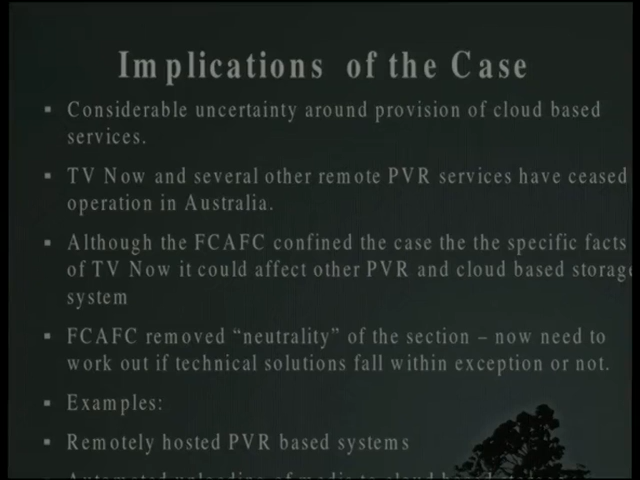 Implications of the Case
▪ Considerable uncertainty around provision of cloud based
services.
▪ TV Now and several other remote PVR services have ceased
operation in Australia.
▪ Although the FCAFC confined the case the the specific facts
of TV Now it could affect other PVR and cloud based storage
system
▪ FCAFC removed “neutrality” of the section – now need to
work out if technical solutions fall within exception or not.
▪ Examples:
▪ Remotely hosted PVR based systems